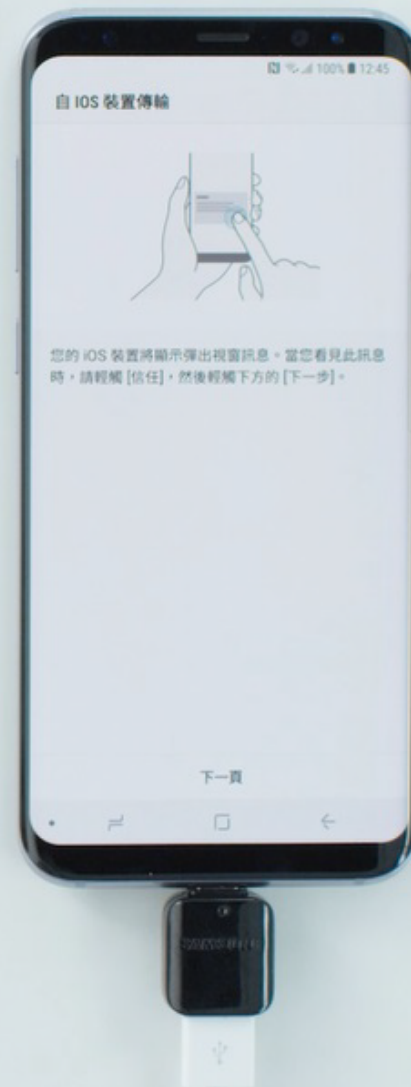 100% 12:45
自 IOS 裝置傳輸
您的 iOS 裝置將顯示彈出視窗訊息。當您看見此訊息
時，請輕觸 [信任]，然後輕觸下方的 [下一步]。
下一頁
SAMSUNG